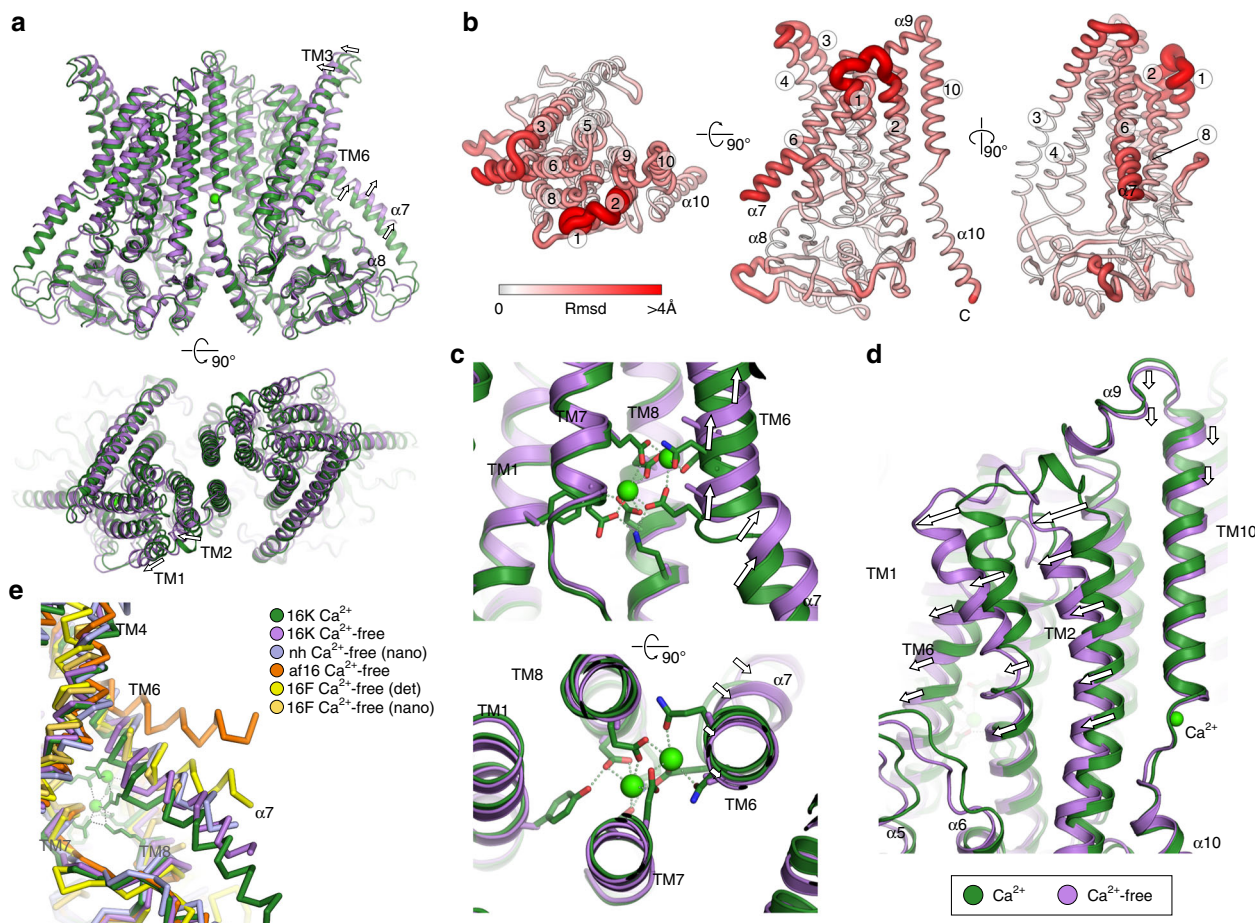 a
TM3
TM6
α7
α8
90°
TM2
TM1
b
3
5
6
9
10
8
2
1
α10
90°
α9
3
4
1
10
2
6
α7
α8
α10
C
90°
2
1
3
6
8
4
α7
0
Rmsd
>4Å
c
TM7
TM8
TM6
TM1
α7
90°
TM8
α7
TM1
TM6
TM7
d
α9
TM10
TM1
TM2
TM6
Ca²⁺
α5
α6
α10
Ca²⁺
Ca²⁺-free
e
TM4
16K Ca²⁺
16K Ca²⁺-free
nh Ca²⁺-free (nano)
af16 Ca²⁺-free
16F Ca²⁺-free (det)
16F Ca²⁺-free (nano)
TM6
α7
TM7
TM8